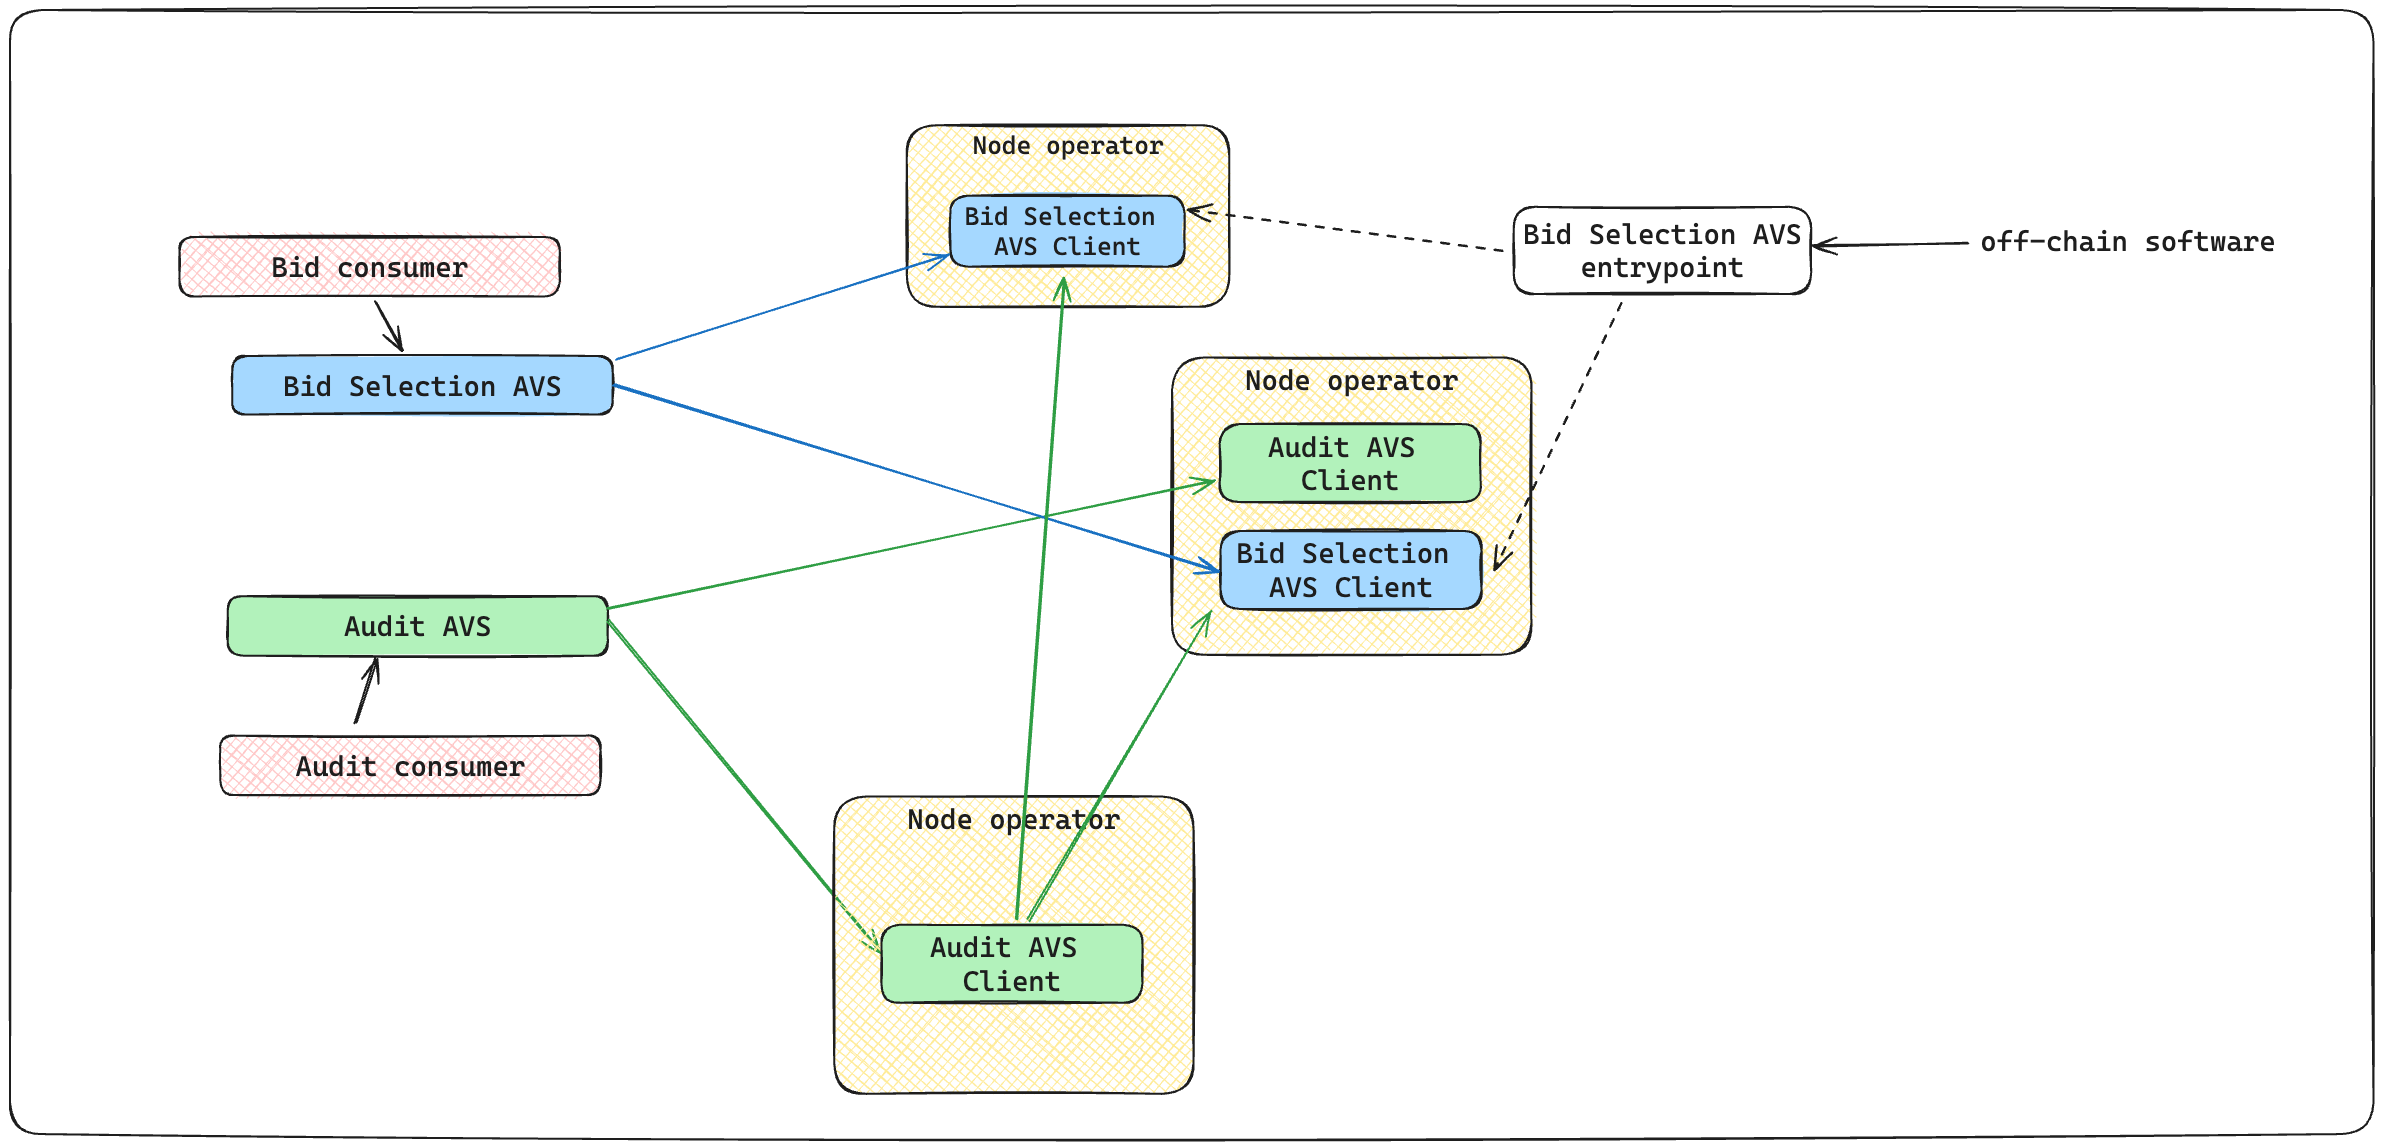 Node operator
Bid Selection
AVS Client
Bid Selection AVS
entrypoint
off-chain software
Bid consumer
Bid Selection AVS
Node operator
Audit AVS
Client
Bid Selection
AVS Client
Audit AVS
Audit consumer
Node operator
Audit AVS
Client